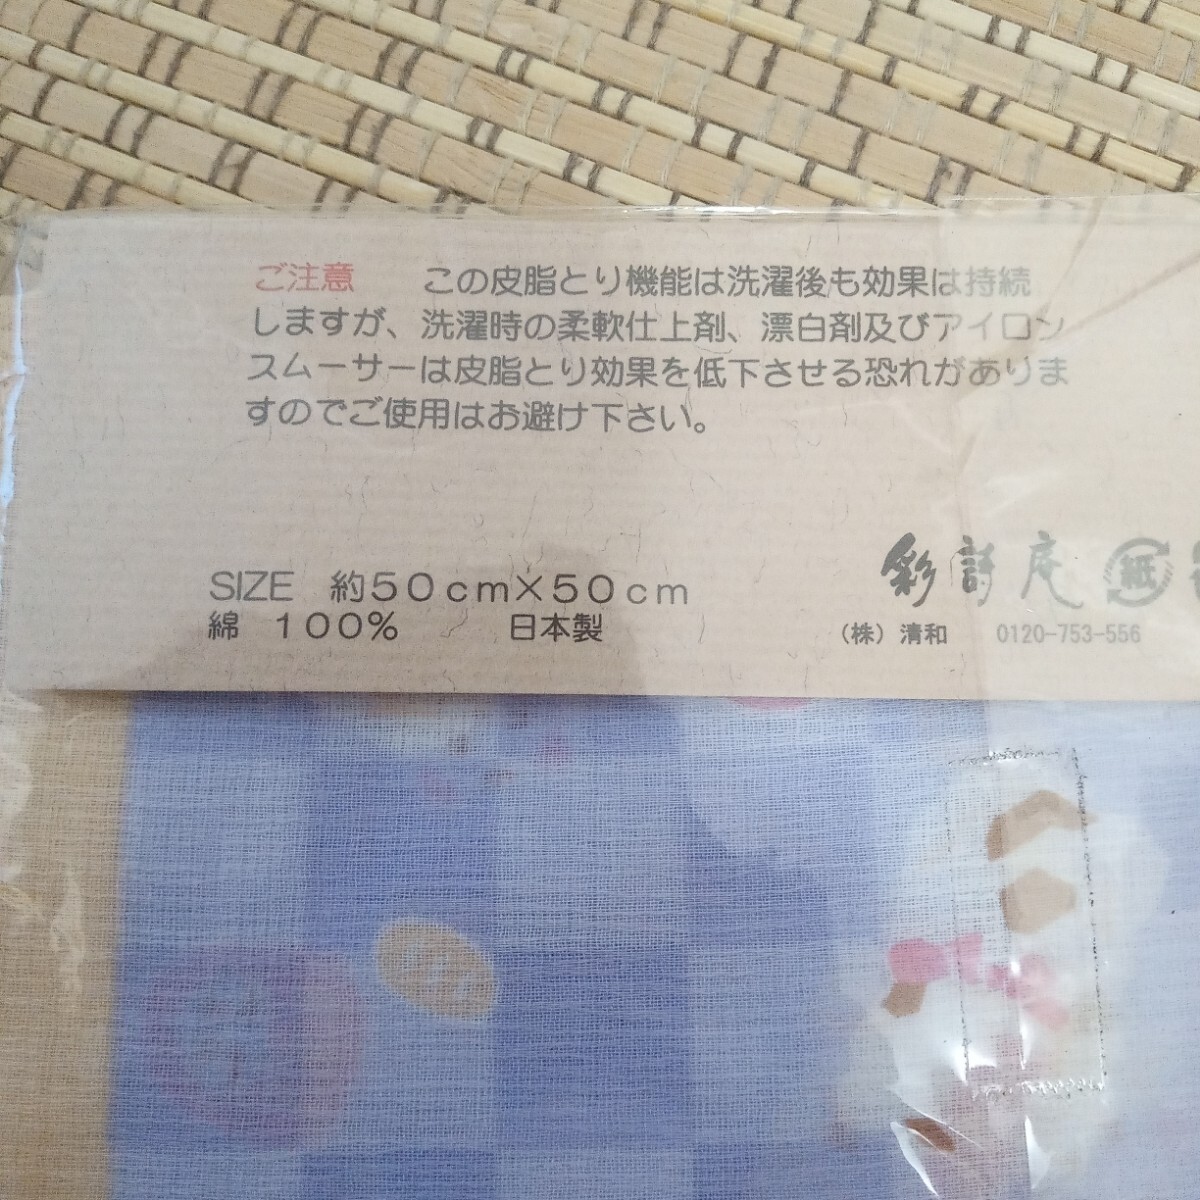 ご注意　この皮脂とり機能は洗濯後も効果は持続
しますが、洗濯時の柔軟仕上剤、漂白剤及びアイロン
スムーサーは皮脂とり効果を低下させる恐れがありま
すのでご使用はお避け下さい。
SIZE　約50cm×50cm
綿　100%　日本製
彩詩庵 紙
(株)清和　0120-753-556